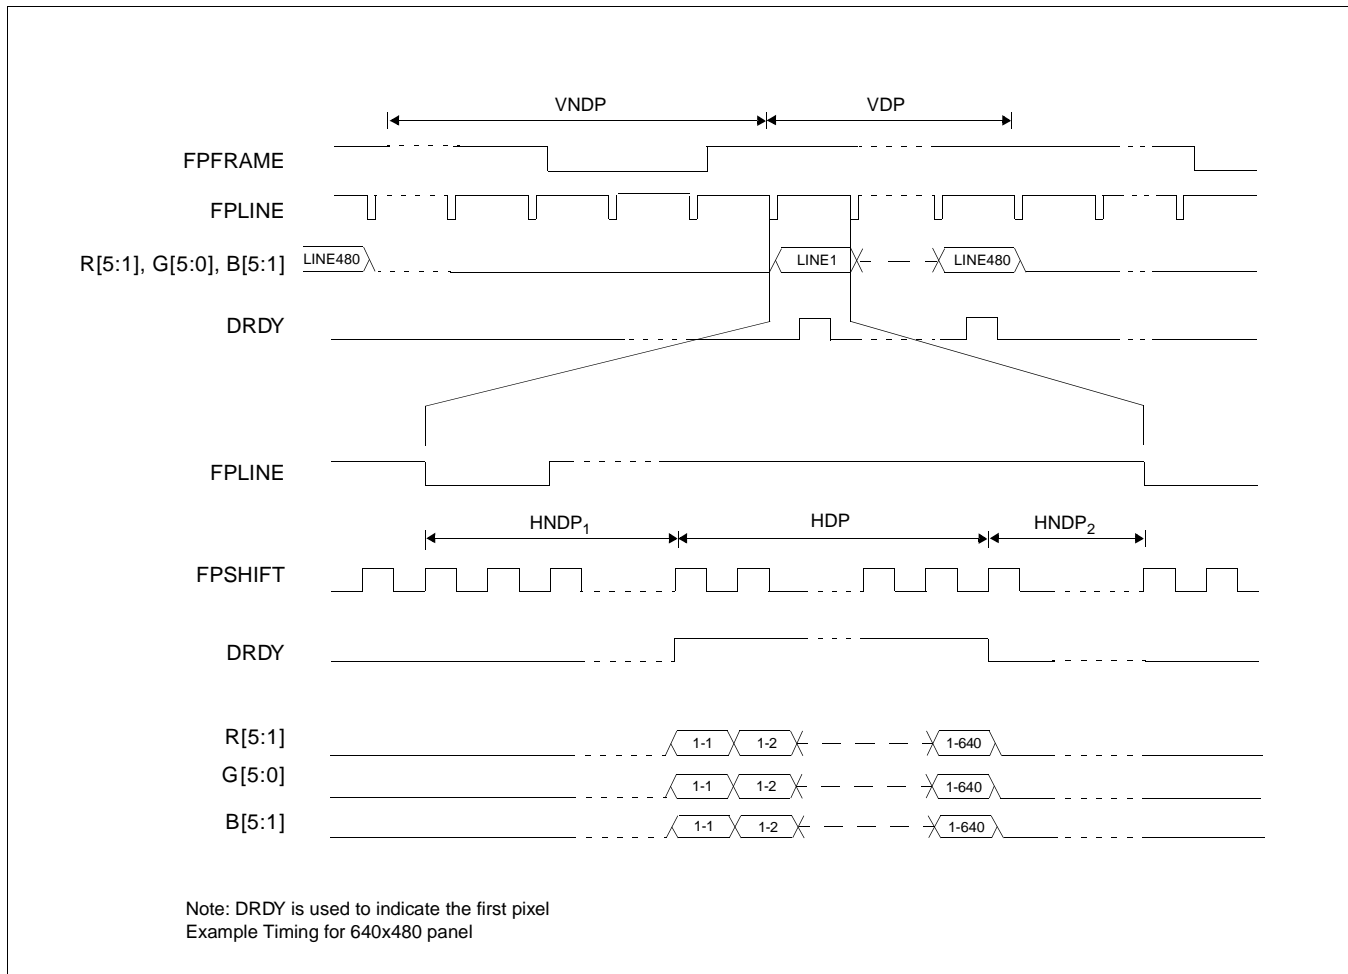 VNDP VDP
FPFRAME
FPLINE
R[5:1], G[5:0], B[5:1] LINE480 LINE1 LINE480
DRDY
FPLINE
HNDP1 HDP HNDP2
FPSHIFT
DRDY
R[5:1] 1-1 1-2 1-640
G[5:0] 1-1 1-2 1-640
B[5:1] 1-1 1-2 1-640
Note: DRDY is used to indicate the first pixel
Example Timing for 640x480 panel